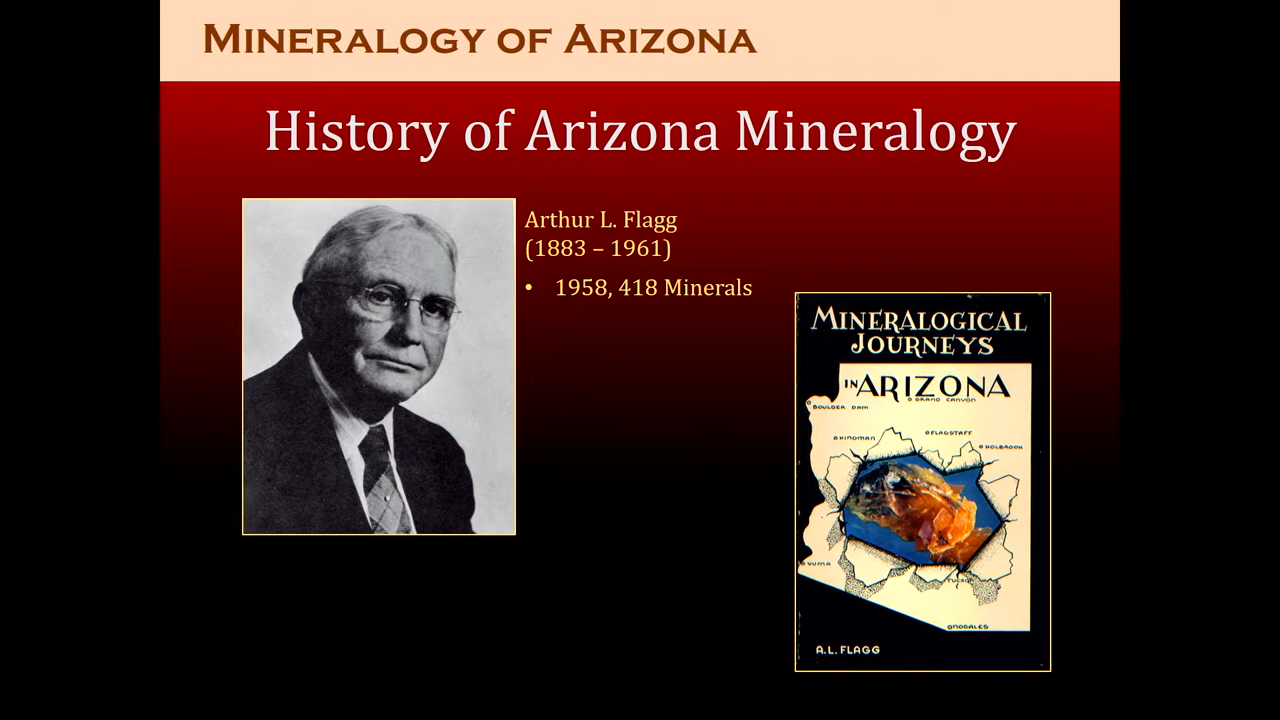 MINERALOGY OF ARIZONA
History of Arizona Mineralogy
Arthur L. Flagg
(1883 – 1961)
• 1958, 418 Minerals
MINERALOGICAL
JOURNEYS
IN ARIZONA
GRAND CANYON
BOULDER DAM
FLAGSTAFF
KINGMAN
HOLBROOK
YUMA
TUCSON
NOGALES
A.L. FLAGG